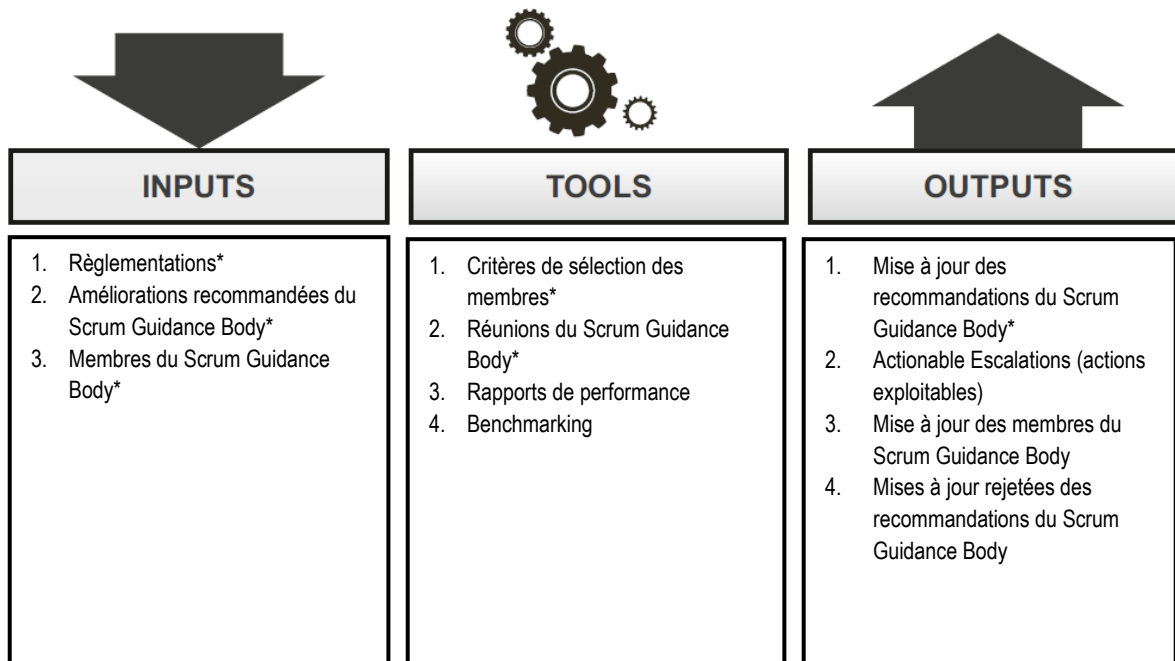 INPUTS
1. Règlementations*
2. Améliorations recommandées du
Scrum Guidance Body*
3. Membres du Scrum Guidance
Body*
TOOLS
1. Critères de sélection des
membres*
2. Réunions du Scrum Guidance
Body*
3. Rapports de performance
4. Benchmarking
OUTPUTS
1. Mise à jour des
recommandations du Scrum
Guidance Body*
2. Actionable Escalations (actions
exploitables)
3. Mise à jour des membres du
Scrum Guidance Body
4. Mises à jour rejetées des
recommandations du Scrum
Guidance Body